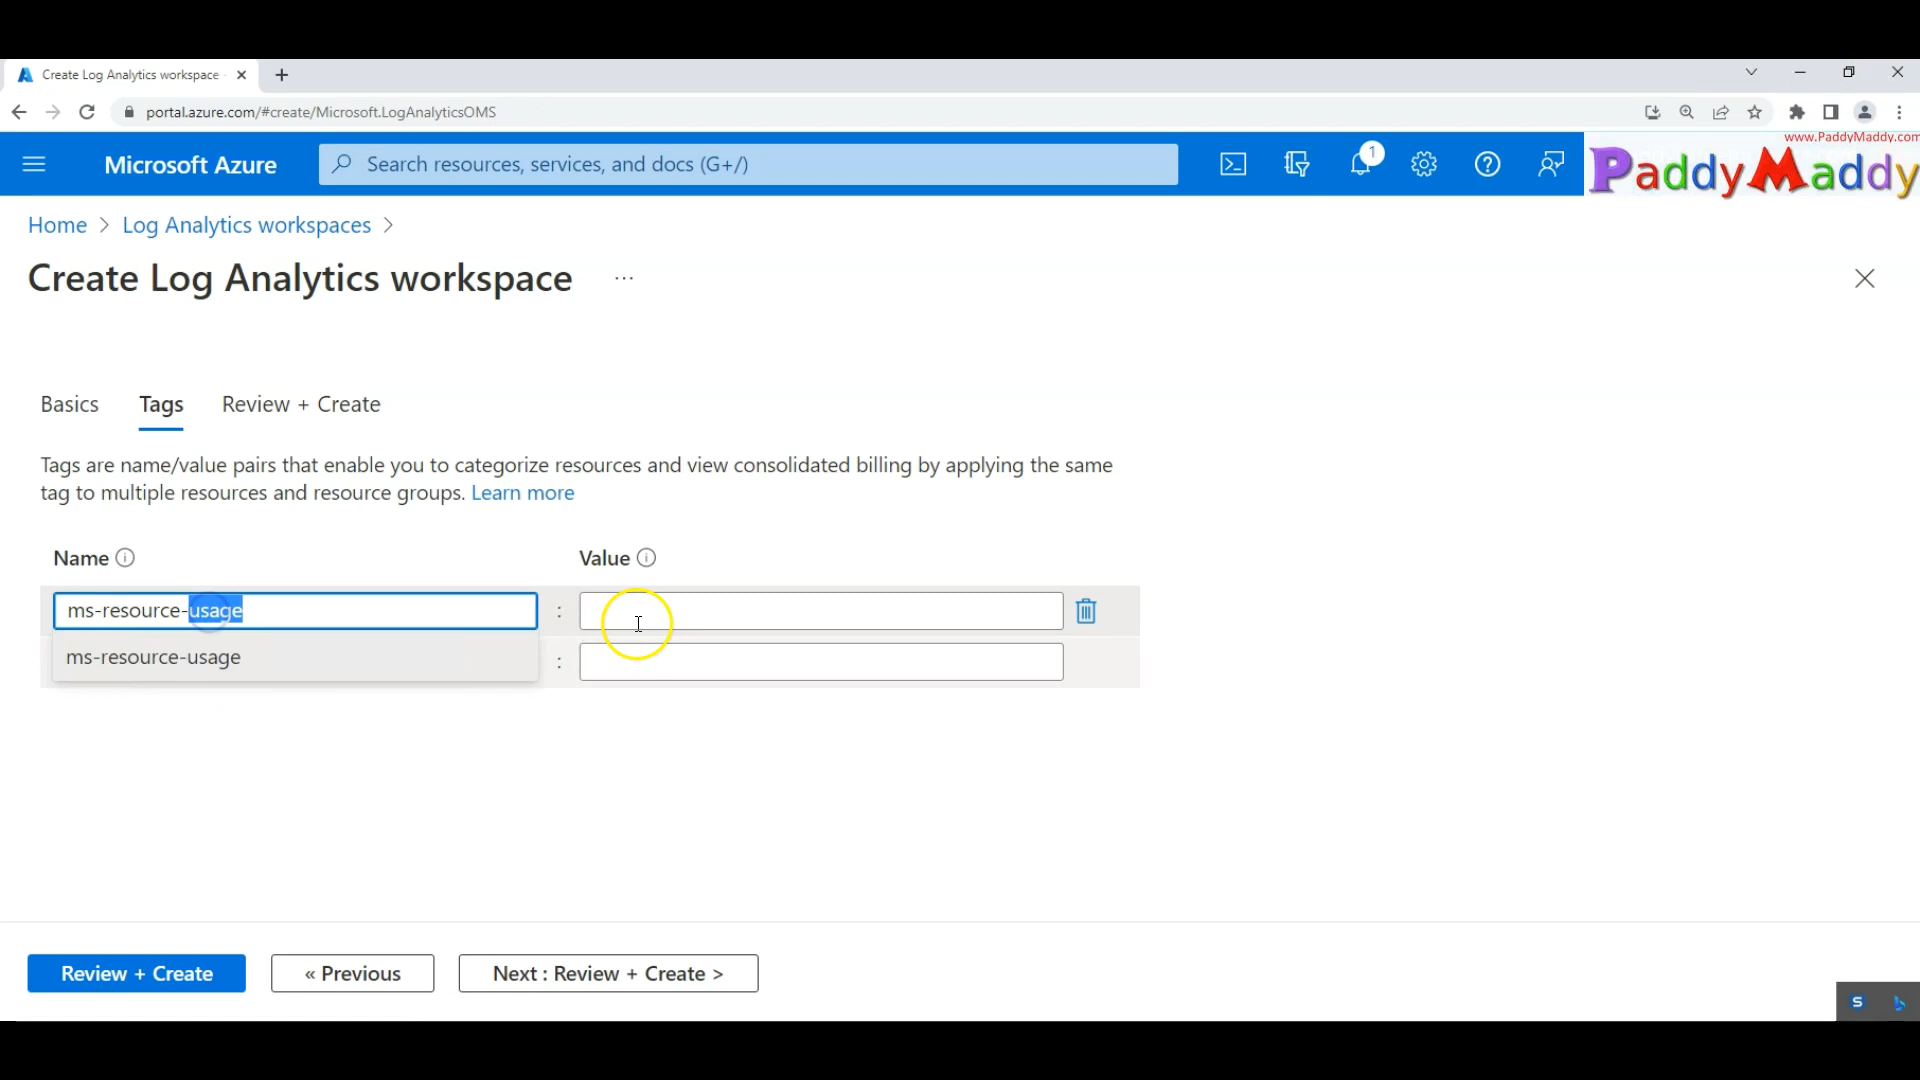 Create Log Analytics workspace
portal.azure.com/#create/Microsoft.LogAnalyticsOMS
www.PaddyMaddy.com
Microsoft Azure
Search resources, services, and docs (G+/)
1
PaddyMaddy
Home > Log Analytics workspaces >
Create Log Analytics workspace ...
Basics
Tags
Review + Create
Tags are name/value pairs that enable you to categorize resources and view consolidated billing by applying the same
tag to multiple resources and resource groups. Learn more
Name
Value
ms-resource-usage :
ms-resource-usage :
Review + Create
« Previous
Next : Review + Create >
S